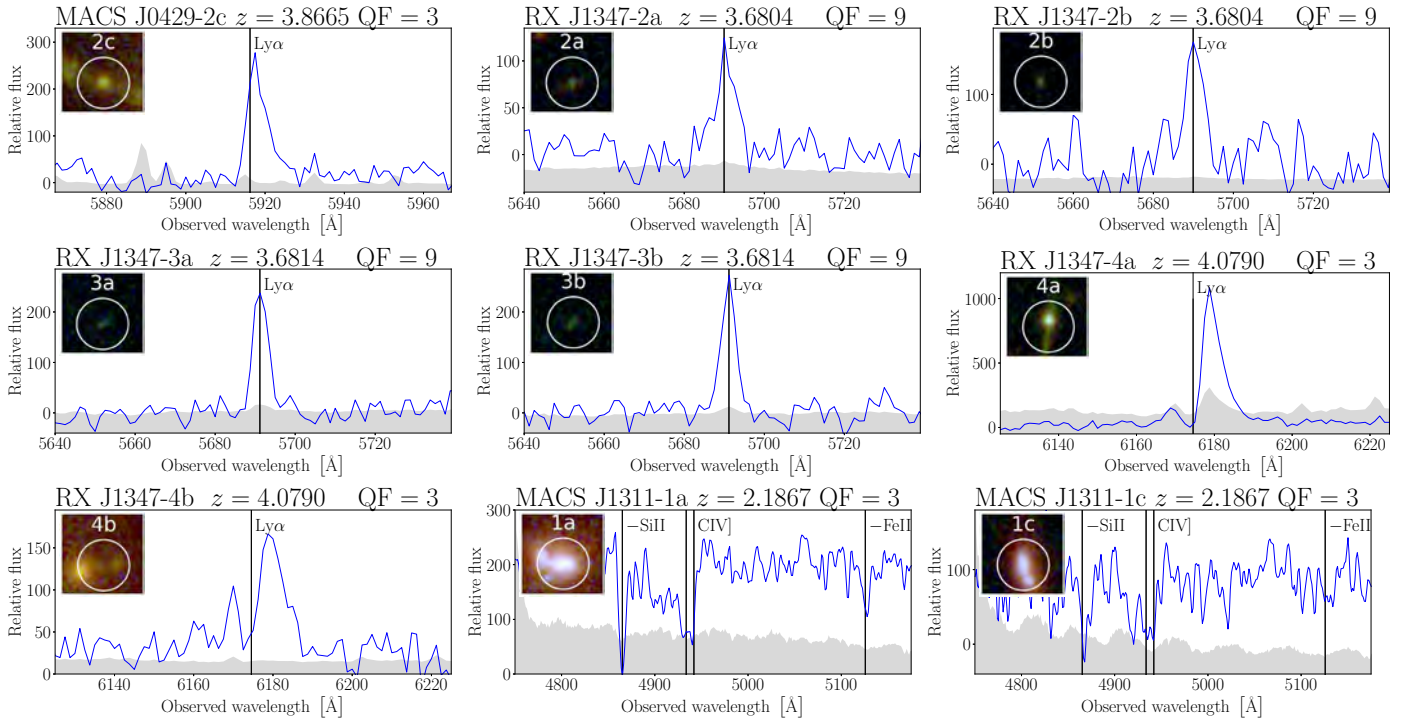 MACS J0429-2c z = 3.8665 QF = 3
RX J1347-2a z = 3.6804 QF = 9
RX J1347-2b z = 3.6804 QF = 9
300
200
100
0
Relative flux
2c
Lyα
5880 5900 5920 5940 5960
Observed wavelength [Å]
100
50
0
Relative flux
2a
Lyα
5640 5660 5680 5700 5720
Observed wavelength [Å]
100
0
Relative flux
2b
Lyα
5640 5660 5680 5700 5720
Observed wavelength [Å]
RX J1347-3a z = 3.6814 QF = 9
RX J1347-3b z = 3.6814 QF = 9
RX J1347-4a z = 4.0790 QF = 3
200
100
0
Relative flux
3a
Lyα
5640 5660 5680 5700 5720
Observed wavelength [Å]
200
100
0
Relative flux
3b
Lyα
5640 5660 5680 5700 5720
Observed wavelength [Å]
1000
500
0
Relative flux
4a
Lyα
6140 6160 6180 6200 6220
Observed wavelength [Å]
RX J1347-4b z = 4.0790 QF = 3
MACS J1311-1a z = 2.1867 QF = 3
MACS J1311-1c z = 2.1867 QF = 3
150
100
50
0
Relative flux
4b
Lyα
6140 6160 6180 6200 6220
Observed wavelength [Å]
300
200
100
0
Relative flux
1a
−SiII CIV] −FeII
4800 4900 5000 5100
Observed wavelength [Å]
100
0
Relative flux
1c
−SiII CIV] −FeII
4800 4900 5000 5100
Observed wavelength [Å]